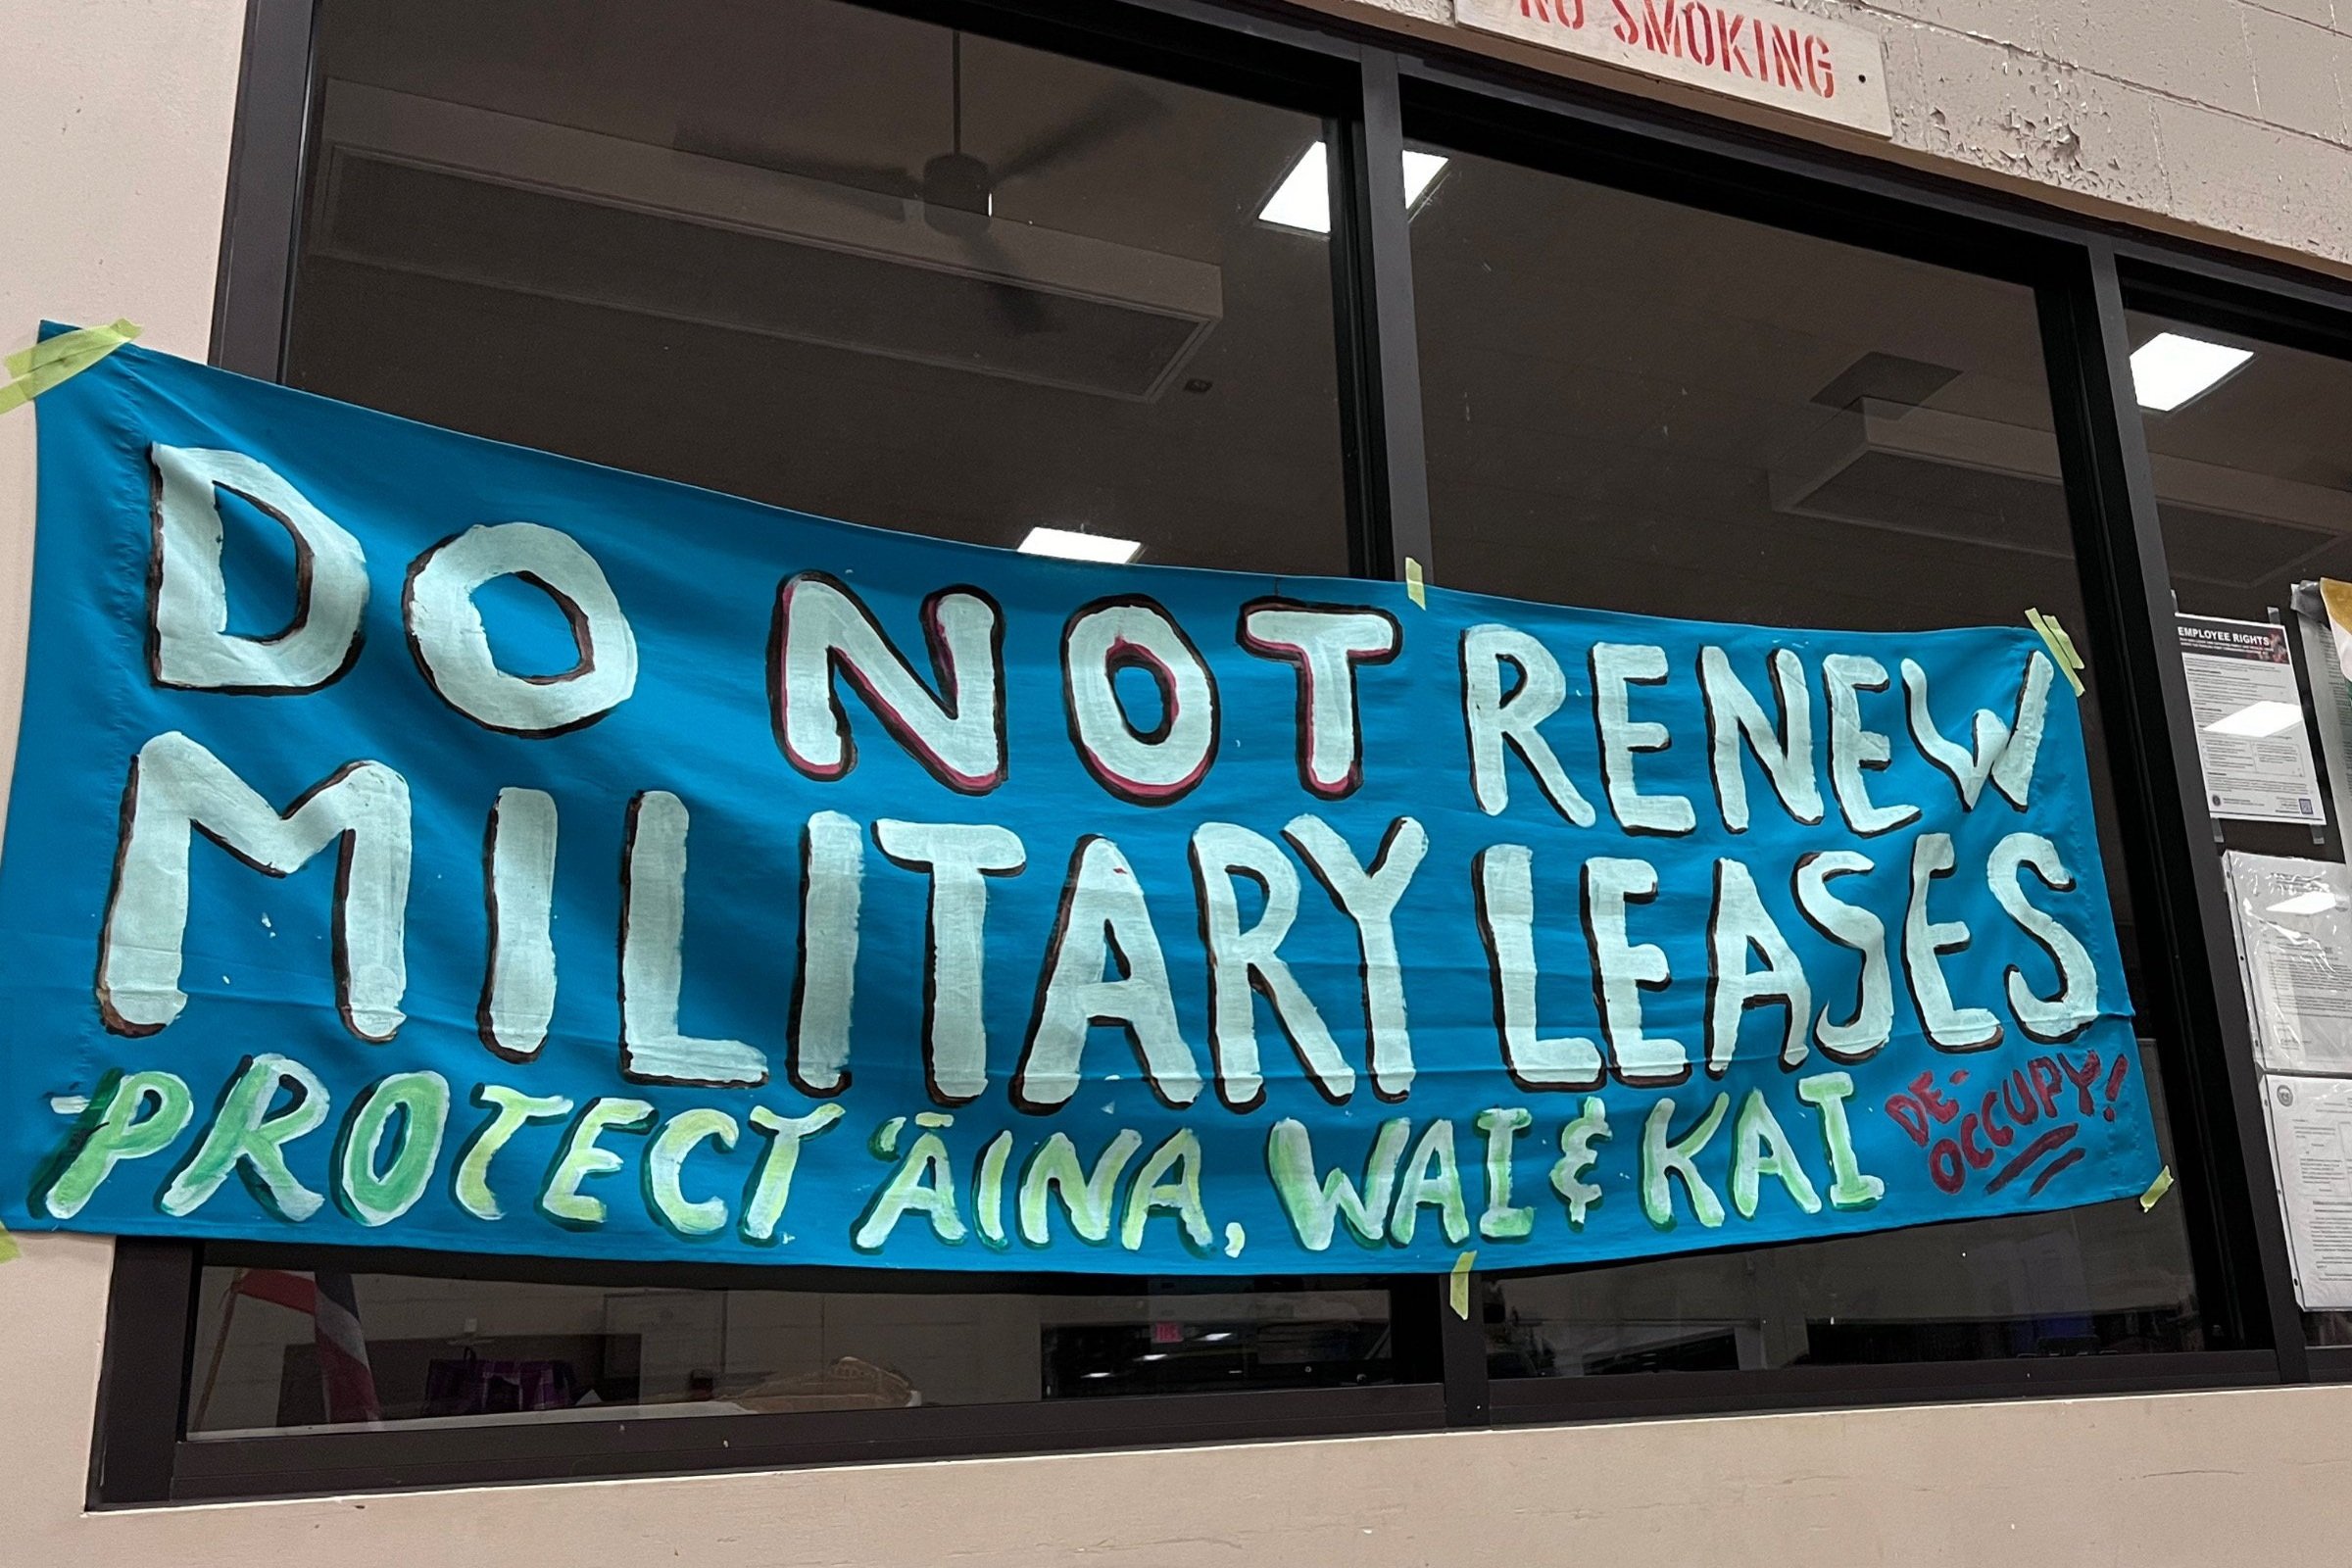 NO SMOKING
DO NOT RENEW
MILITARY LEASES
PROTECT ʻĀINA, WAI & KAI
DE-
OCCUPY!
EMPLOYEE RIGHTS